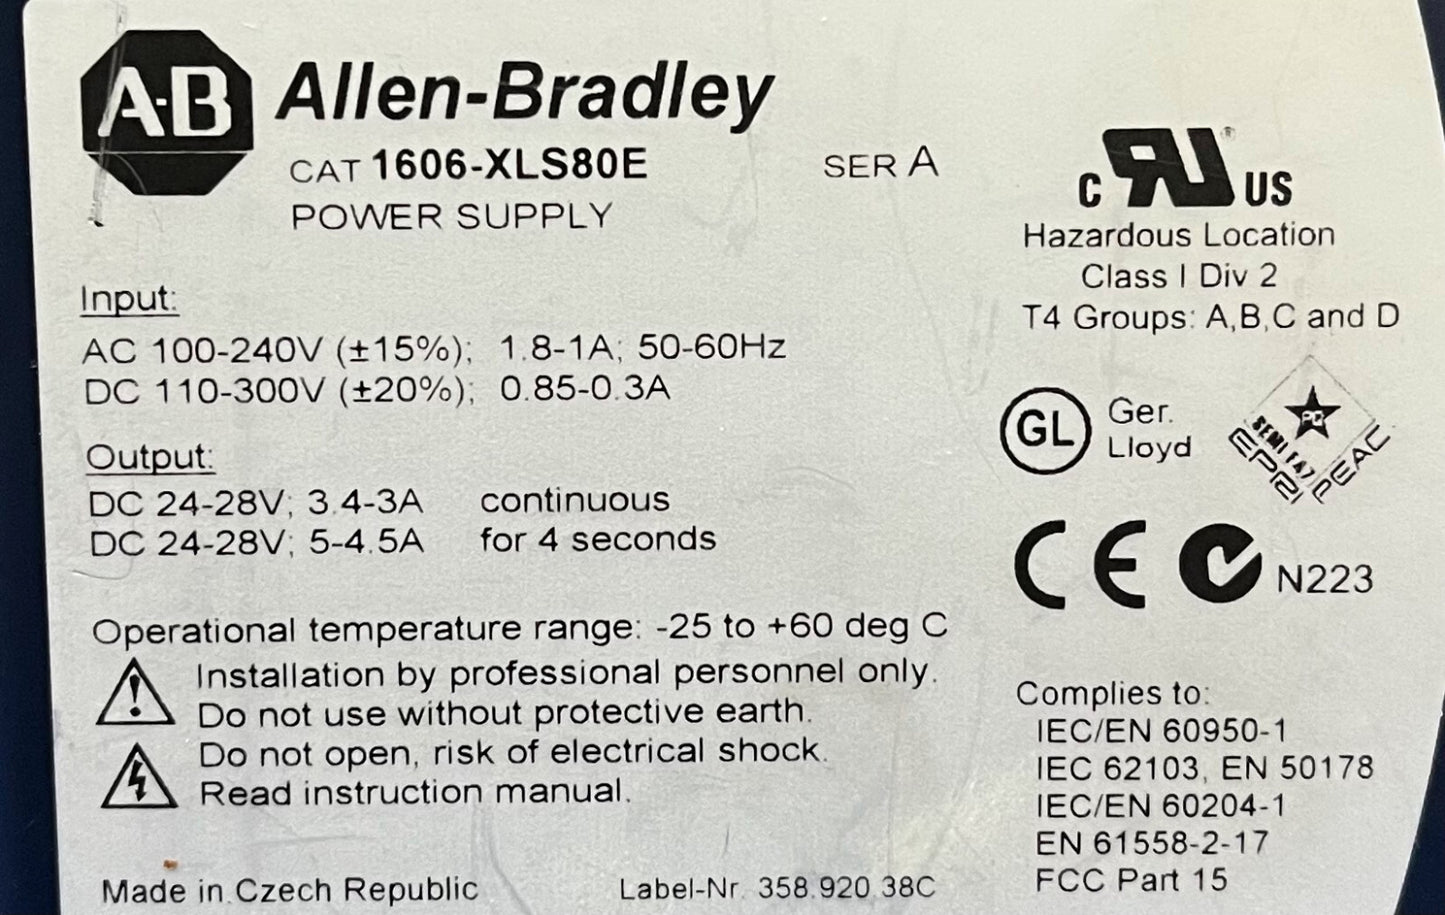 A-B Allen-Bradley
CAT 1606-XLS80E SER A
POWER SUPPLY
Input:
AC 100-240V (±15%); 1.8-1A; 50-60Hz
DC 110-300V (±20%); 0.85-0.3A
Output:
DC 24-28V; 3.4-3A continuous
DC 24-28V; 5-4.5A for 4 seconds
Operational temperature range: -25 to +60 deg C
Installation by professional personnel only.
Do not use without protective earth.
Do not open, risk of electrical shock.
Read instruction manual.
Made in Czech Republic
Label-Nr. 358.920.38C
C RU ® US
Hazardous Location
Class I Div 2
T4 Groups: A,B,C and D
GL Ger.
Lloyd
PQ
SEMI F47
EPRI PEAC
CE N223
Complies to:
IEC/EN 60950-1
IEC 62103, EN 50178
IEC/EN 60204-1
EN 61558-2-17
FCC Part 15